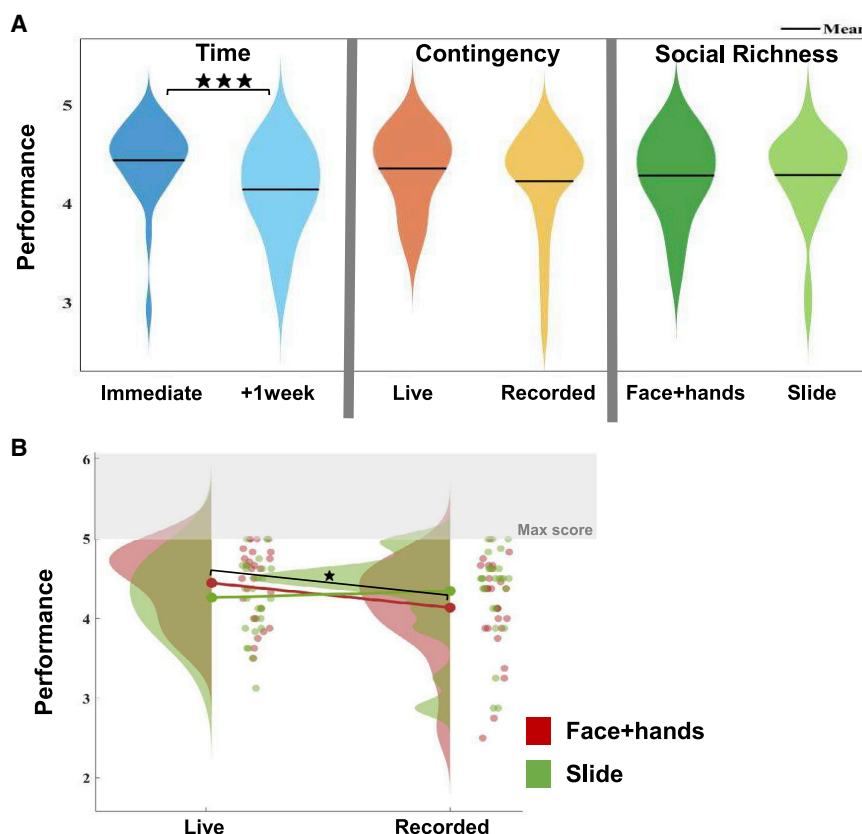 A
Mean
Time
Contingency
Social Richness
★★★
Performance
5
4
3
Immediate
+1week
Live
Recorded
Face+hands
Slide
B
Performance
6
5
4
3
2
Max score
★
Live
Recorded
Face+hands
Slide